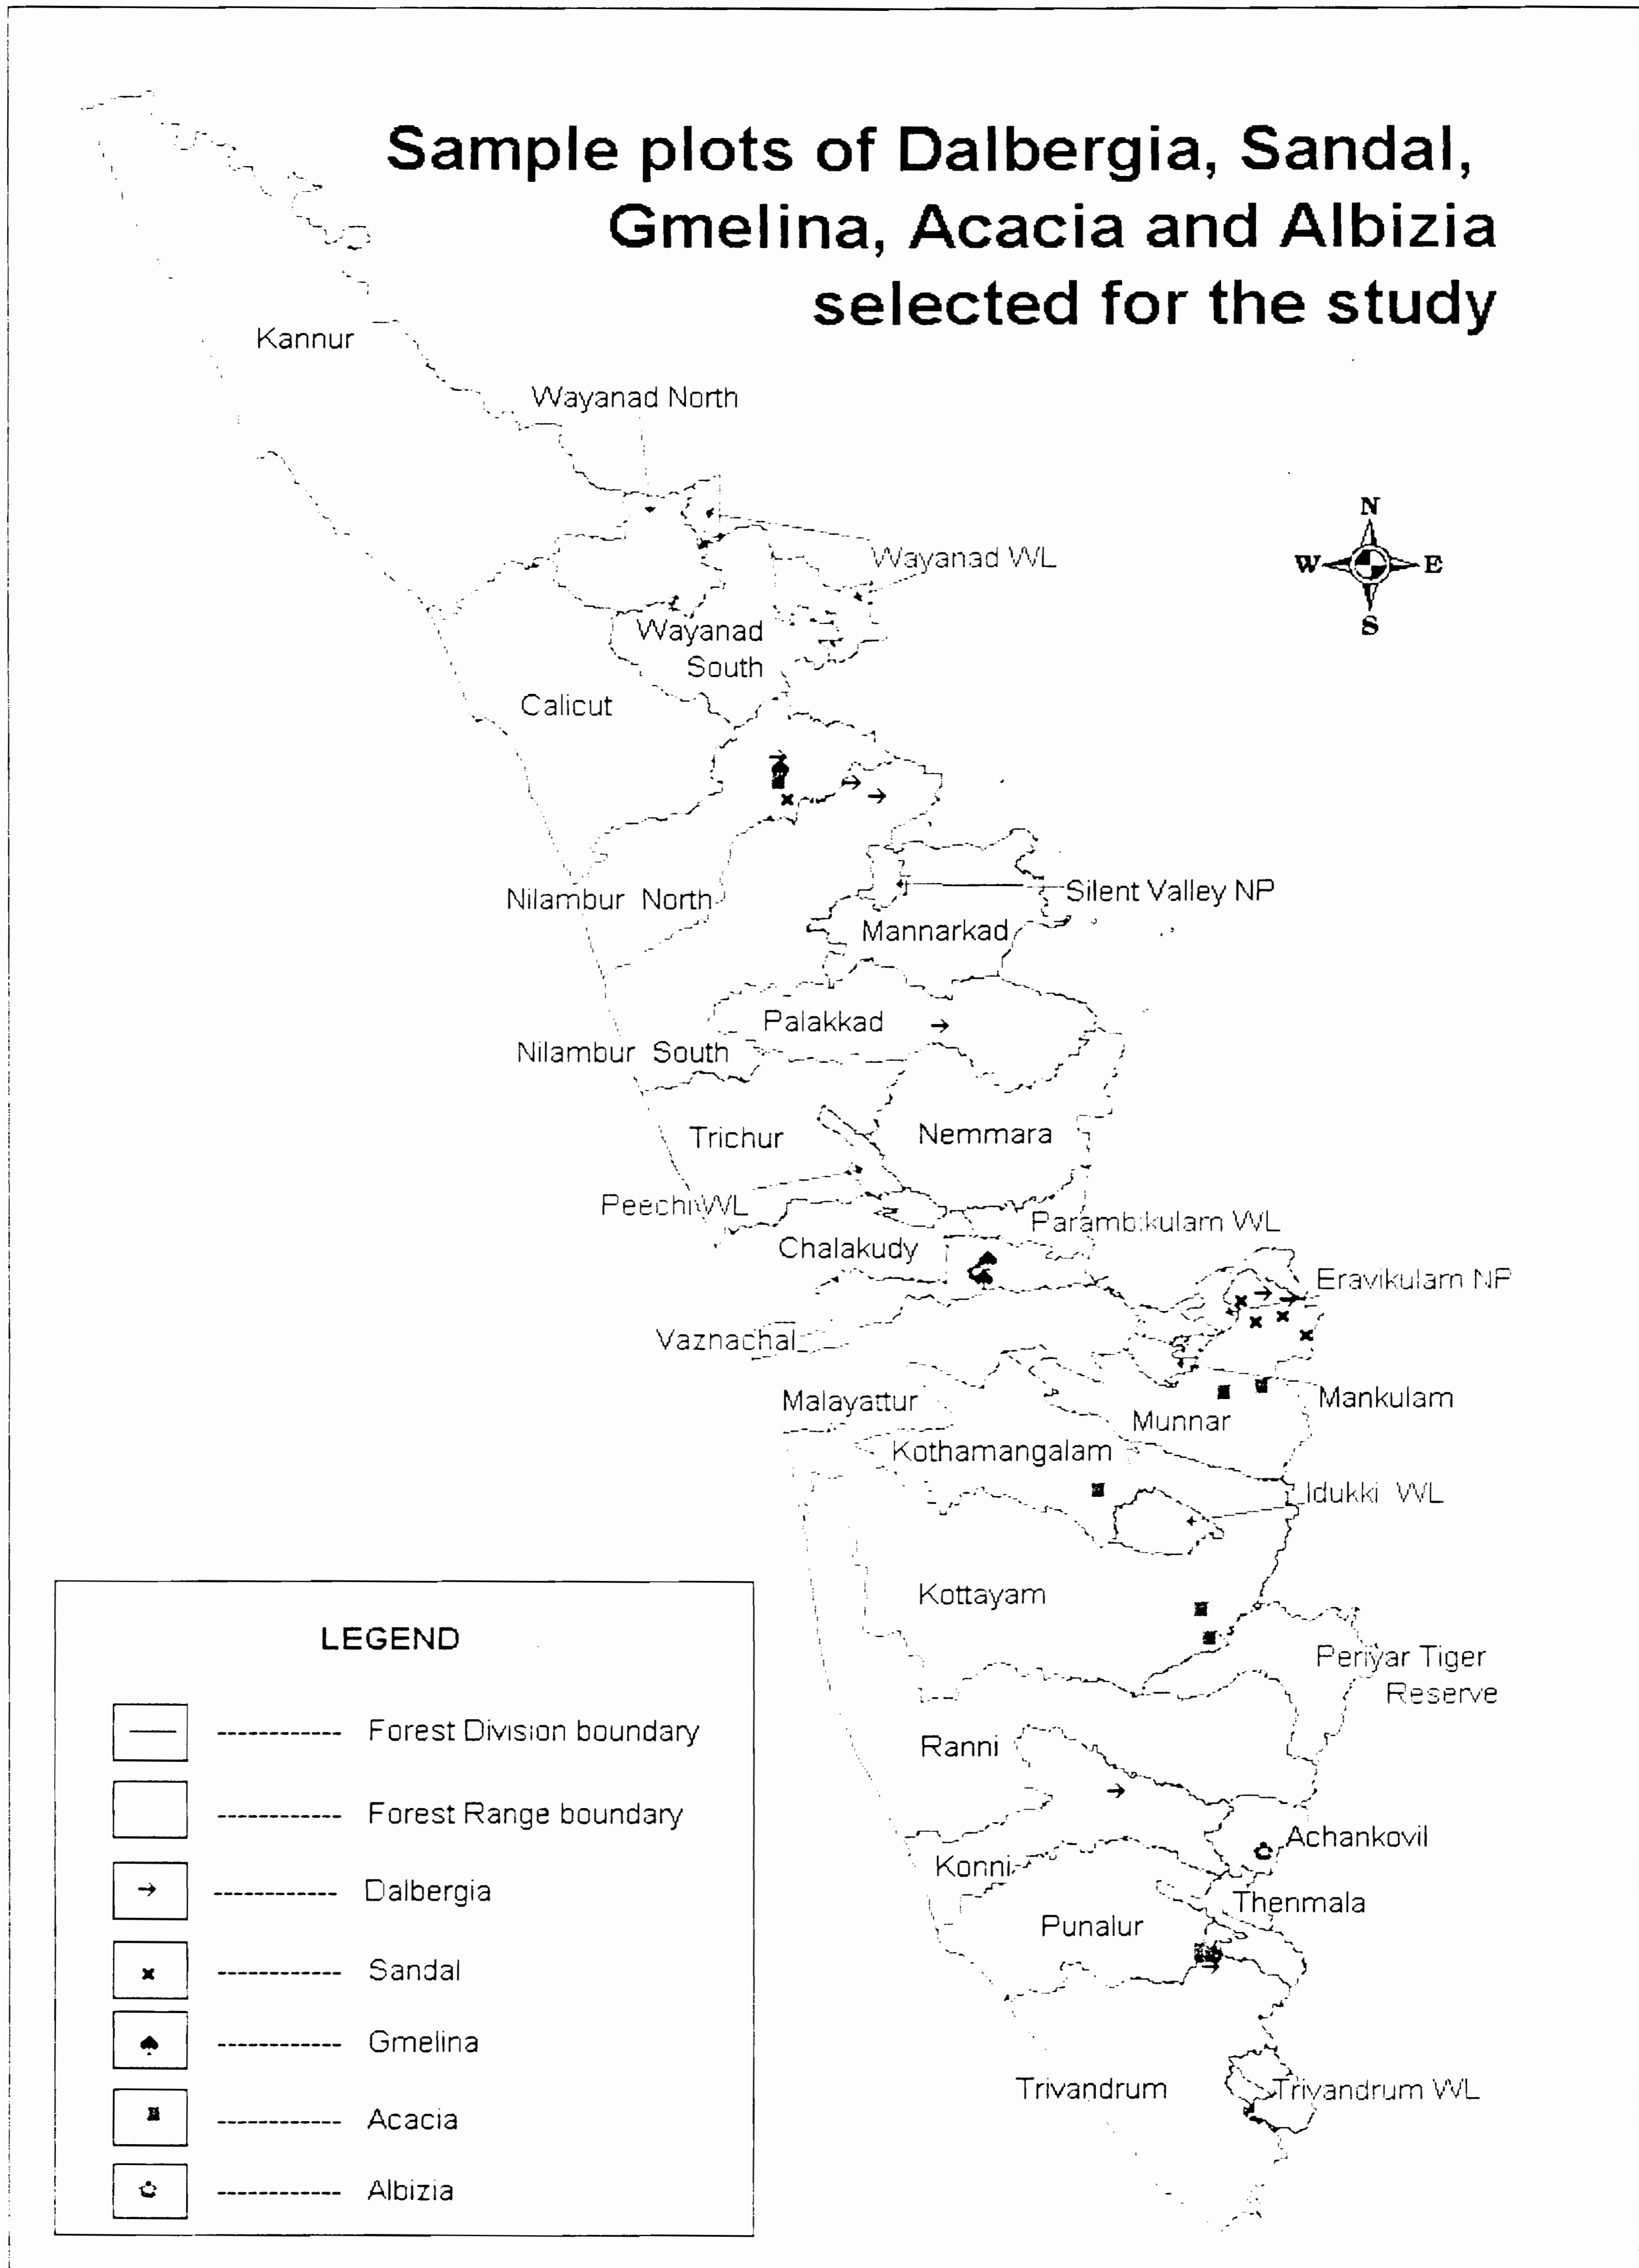 Sample plots of Dalbergia, Sandal,
Gmelina, Acacia and Albizia
selected for the study
Kannur
Wayanad North
N
W
E
S
Wayanad WL
Wayanad
South
Calicut
Nilambur North
Silent Valley NP
Mannarkad
Palakkad
Nilambur South
Trichur
Nemmara
Peechi WL
Parambikulam WL
Chalakudy
Eravikulam NP
Vaznachal
Malayattur
Mankulam
Munnar
Kothamangalam
Idukki WL
Kottayam
Periyar Tiger
Reserve
Ranni
Achankovil
Konni
Thenmala
Punalur
Trivandrum
Trivandrum WL
LEGEND
------------ Forest Division boundary
------------ Forest Range boundary
------------ Dalbergia
------------ Sandal
------------ Gmelina
------------ Acacia
------------ Albizia